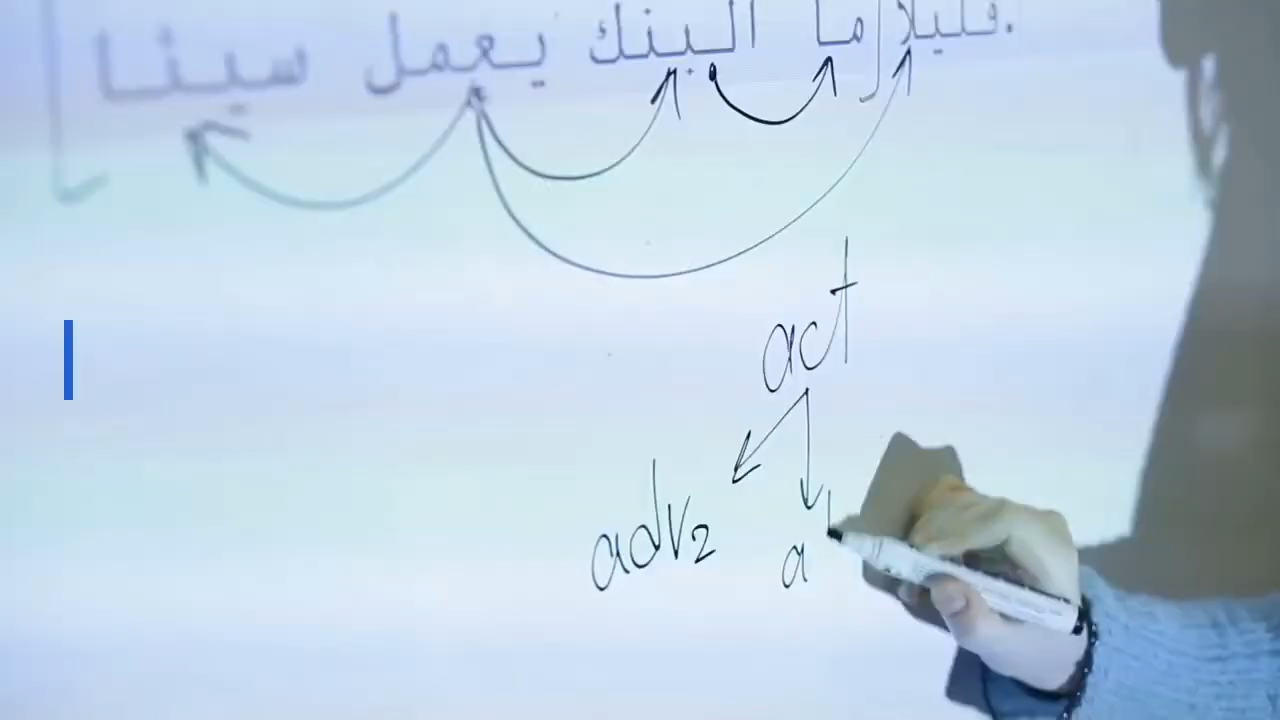 قليلا ما البنك يعمل سيئا.
act
adv₂ a